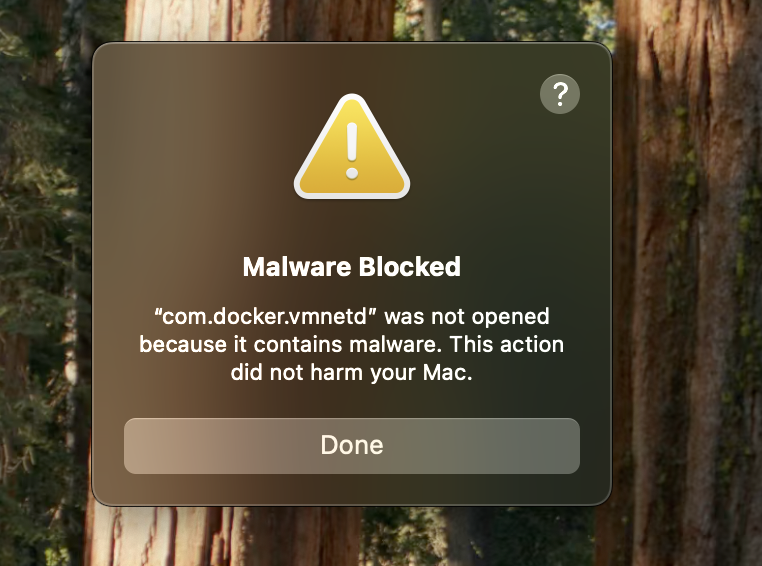 ?
Malware Blocked
“com.docker.vmnetd” was not opened
because it contains malware. This action
did not harm your Mac.
Done